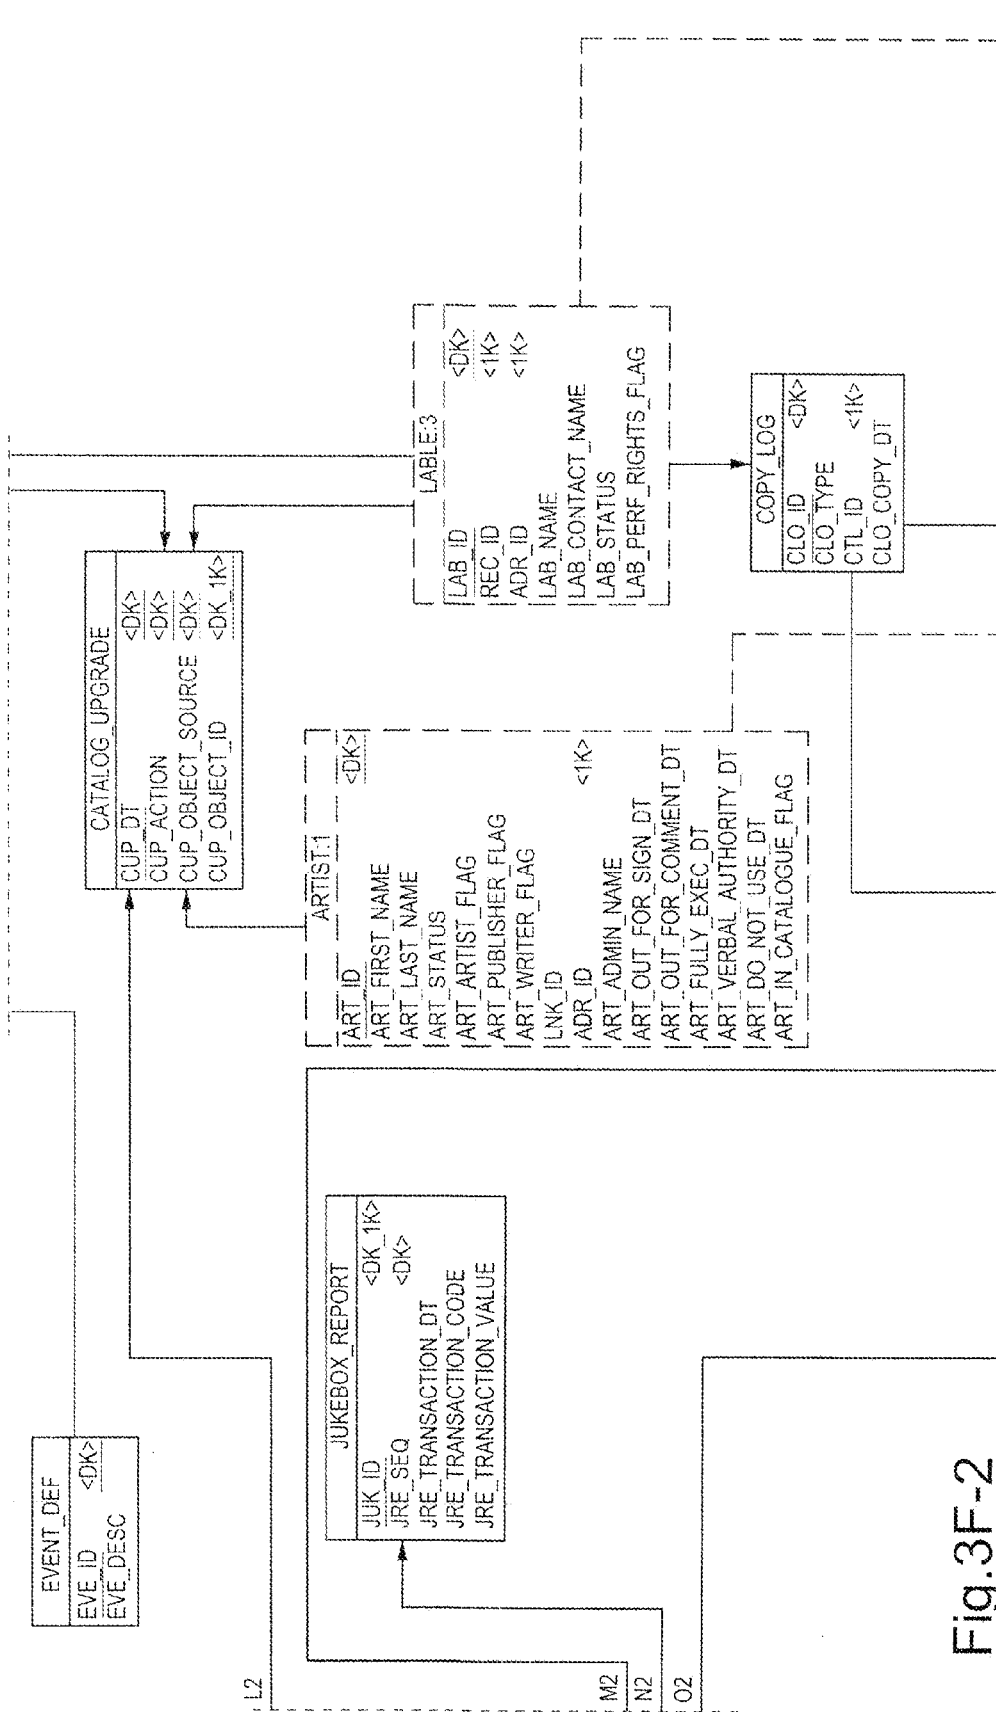 EVENT_DEF
EVE_ID <DK>
EVE_DESC
CATALOG_UPGRADE
CUP_DT <DK>
CUP_ACTION <DK>
CUP_OBJECT_SOURCE <DK>
CUP_OBJECT_ID <DK_1K>
L2
JUKEBOX_REPORT
JUK_ID <DK_1K>
JRE_SEQ <DK>
JRE_TRANSACTION_DT
JRE_TRANSACTION_CODE
JRE_TRANSACTION_VALUE
ARTIST:1
ART_ID <DK>
ART_FIRST_NAME
ART_LAST_NAME
ART_STATUS
ART_ARTIST_FLAG
ART_PUBLISHER_FLAG
ART_WRITER_FLAG
LNK_ID
ADR_ID <1K>
ART_ADMIN_NAME
ART_OUT_FOR_SIGN_DT
ART_OUT_FOR_COMMENT_DT
ART_FULLY_EXEC_DT
ART_VERBAL_AUTHORITY_DT
ART_DO_NOT_USE_DT
ART_IN_CATALOGUE_FLAG
LABLE:3
LAB_ID <DK>
REC_ID <1K>
ADR_ID <1K>
LAB_NAME
LAB_CONTACT_NAME
LAB_STATUS
LAB_PERF_RIGHTS_FLAG
M2
N2
O2
COPY_LOG
CLO_ID <DK>
CLO_TYPE
CTL_ID <1K>
CLO_COPY_DT
Fig.3F-2